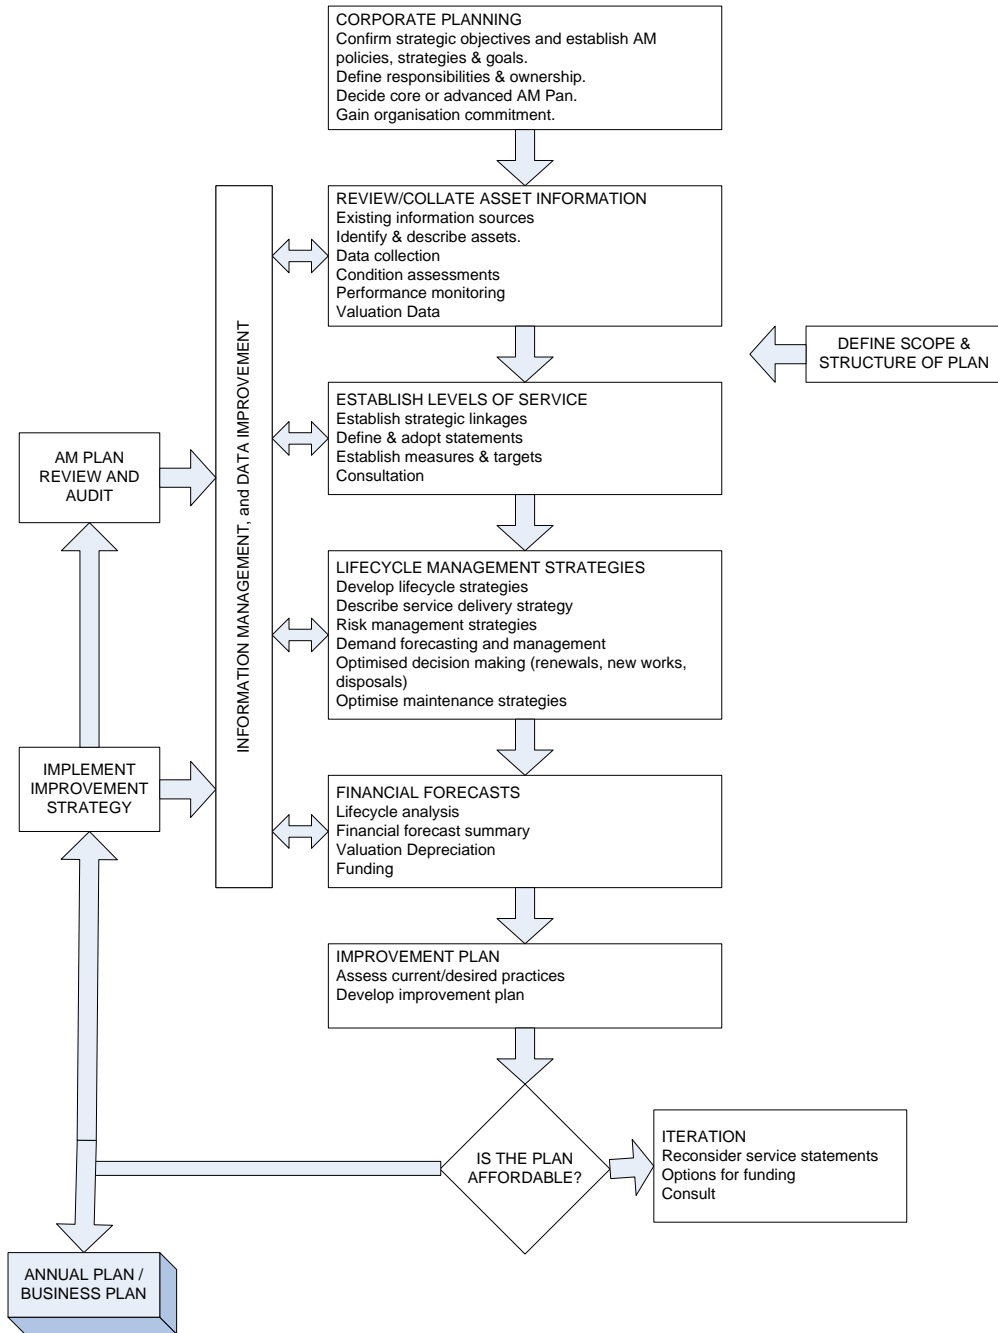 CORPORATE PLANNING
Confirm strategic objectives and establish AM
policies, strategies & goals.
Define responsibilities & ownership.
Decide core or advanced AM Pan.
Gain organisation commitment.
REVIEW/COLLATE ASSET INFORMATION
Existing information sources
Identify & describe assets.
Data collection
Condition assessments
Performance monitoring
Valuation Data
DEFINE SCOPE &
STRUCTURE OF PLAN
INFORMATION MANAGEMENT, and DATA IMPROVEMENT
ESTABLISH LEVELS OF SERVICE
Establish strategic linkages
Define & adopt statements
Establish measures & targets
Consultation
AM PLAN
REVIEW AND
AUDIT
LIFECYCLE MANAGEMENT STRATEGIES
Develop lifecycle strategies
Describe service delivery strategy
Risk management strategies
Demand forecasting and management
Optimised decision making (renewals, new works,
disposals)
Optimise maintenance strategies
IMPLEMENT
IMPROVEMENT
STRATEGY
FINANCIAL FORECASTS
Lifecycle analysis
Financial forecast summary
Valuation Depreciation
Funding
IMPROVEMENT PLAN
Assess current/desired practices
Develop improvement plan
IS THE PLAN
AFFORDABLE?
ITERATION
Reconsider service statements
Options for funding
Consult
ANNUAL PLAN /
BUSINESS PLAN